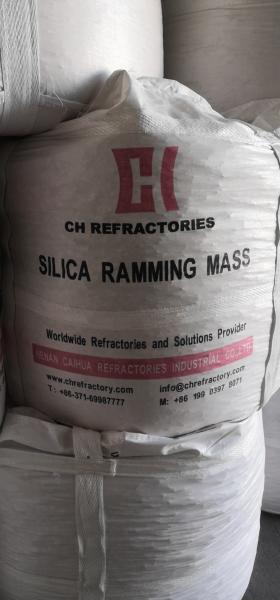 CH
CH REFRACTORIES
SILICA RAMMING MASS
Worldwide Refractories and Solutions Provider
HENAN CAIHUA REFRACTORIES INDUSTRIAL CO.,LTD.
www.chrefractory.com info@chrefractory.com
T: +86-371-69987777 M: +86 199 0397 8071